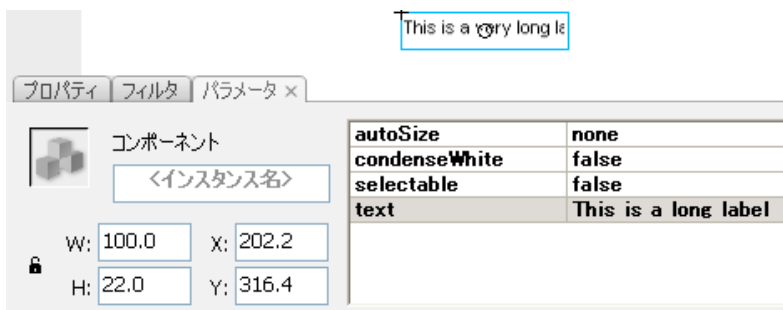 This is a very long la
プロパティ フィルタ パラメータ ×
コンポーネント
<インスタンス名>
W: 100.0 X: 202.2
H: 22.0 Y: 316.4
autoSize none
condenseWhite false
selectable false
text This is a long label